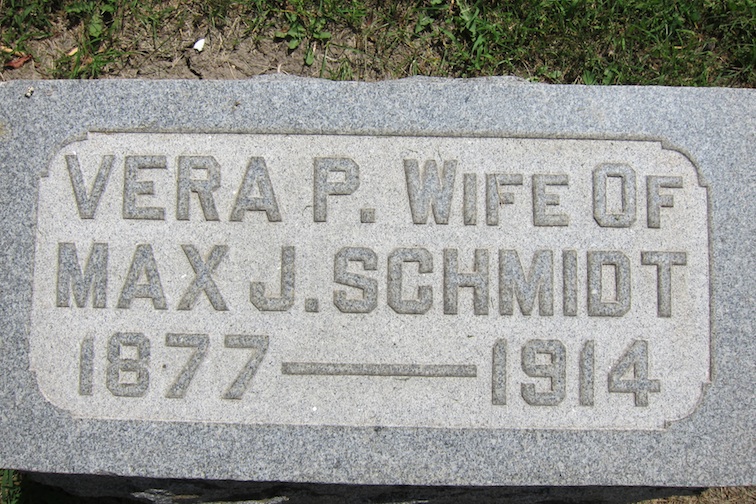 VERA P. WIFE OF
MAX J. SCHMIDT
1877 — 1914